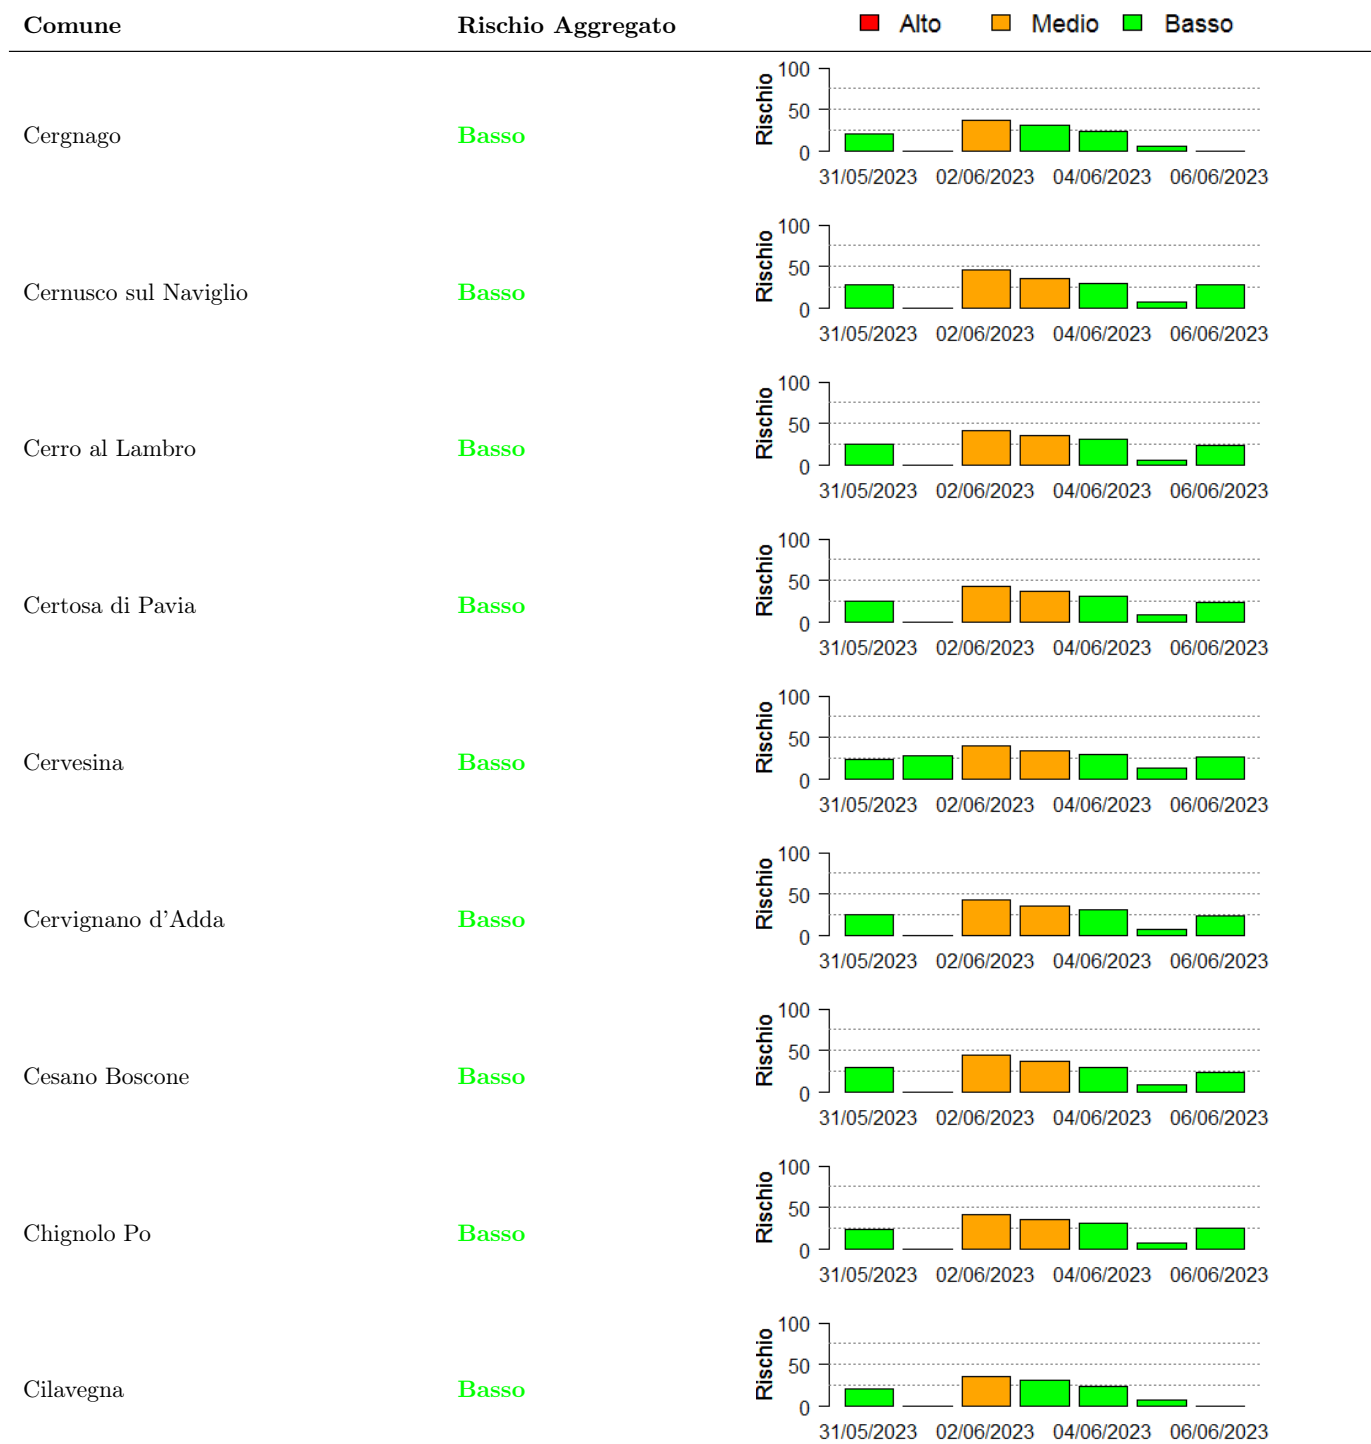 Comune Rischio Aggregato Alto Medio Basso
100
50
0
Rischio
Cergnago Basso
31/05/2023 02/06/2023 04/06/2023 06/06/2023
100
50
0
Rischio
Cernusco sul Naviglio Basso
31/05/2023 02/06/2023 04/06/2023 06/06/2023
100
50
0
Rischio
Cerro al Lambro Basso
31/05/2023 02/06/2023 04/06/2023 06/06/2023
100
50
0
Rischio
Certosa di Pavia Basso
31/05/2023 02/06/2023 04/06/2023 06/06/2023
100
50
0
Rischio
Cervesina Basso
31/05/2023 02/06/2023 04/06/2023 06/06/2023
100
50
0
Rischio
Cervignano d'Adda Basso
31/05/2023 02/06/2023 04/06/2023 06/06/2023
100
50
0
Rischio
Cesano Boscone Basso
31/05/2023 02/06/2023 04/06/2023 06/06/2023
100
50
0
Rischio
Chignolo Po Basso
31/05/2023 02/06/2023 04/06/2023 06/06/2023
100
50
0
Rischio
Cilavegna Basso
31/05/2023 02/06/2023 04/06/2023 06/06/2023